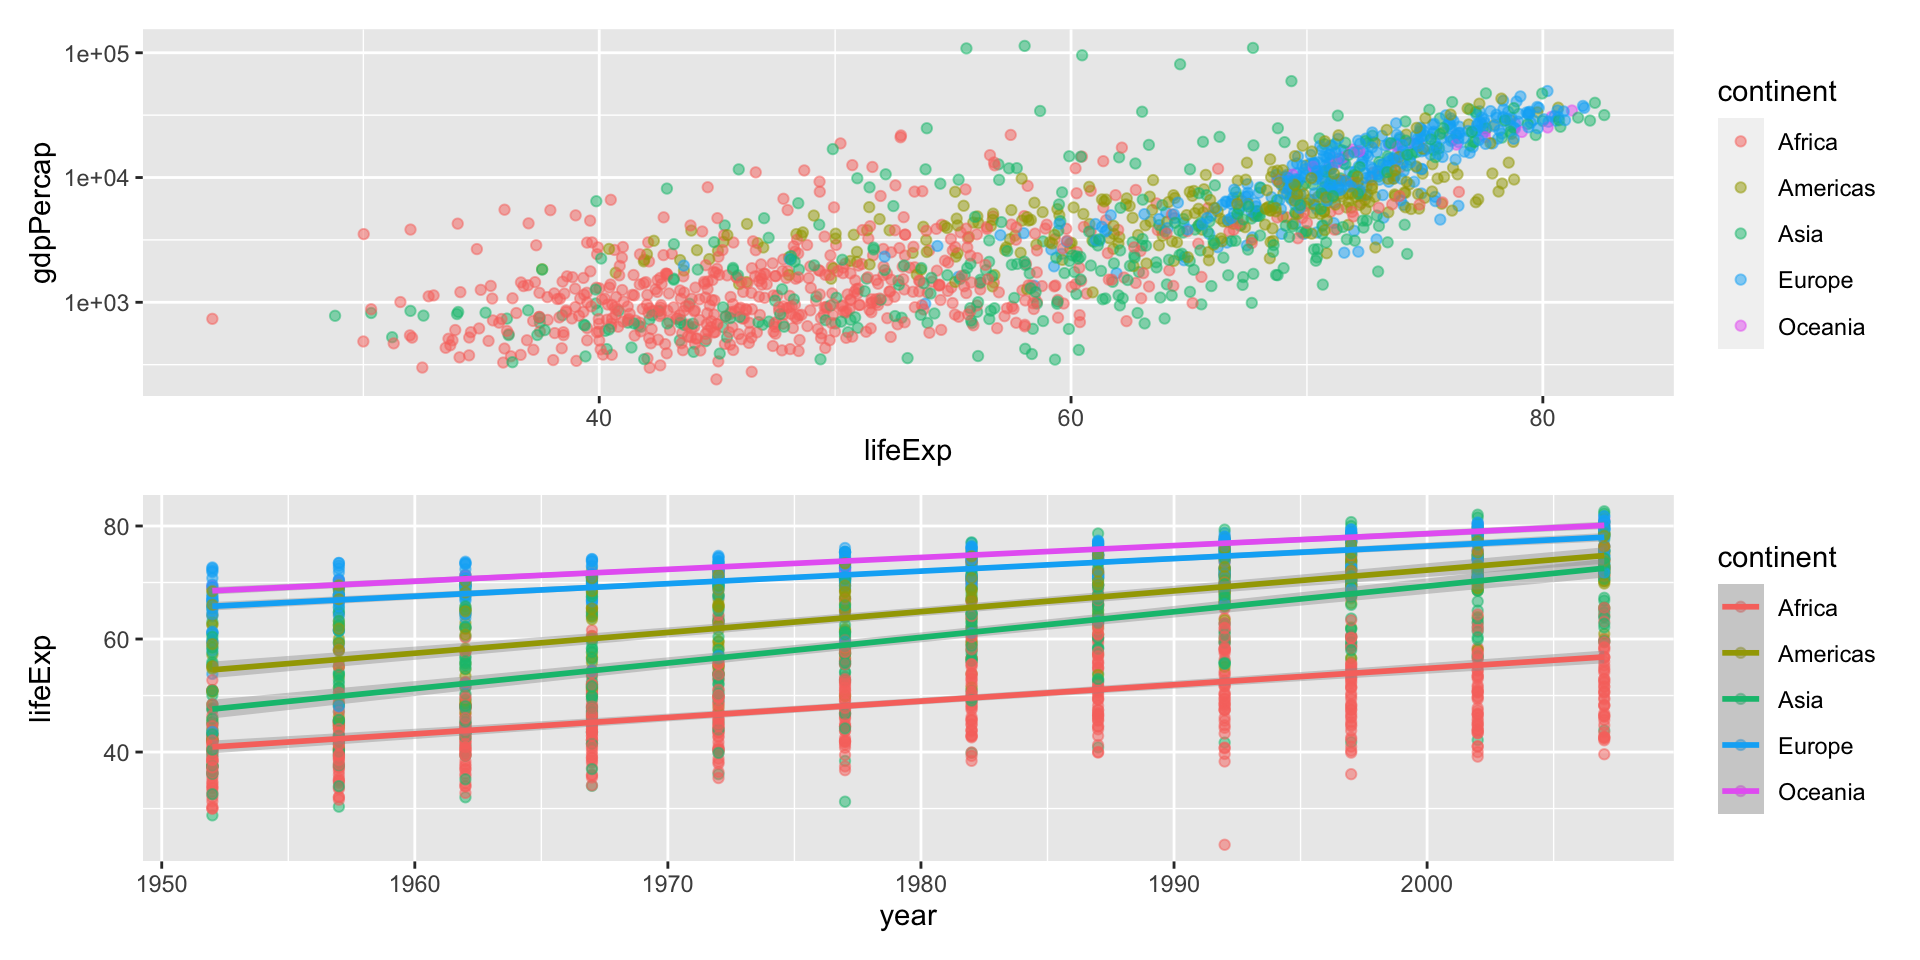 1e+05
1e+04
1e+03
gdpPercap
40 60 80
lifeExp
continent
Africa
Americas
Asia
Europe
Oceania
80
60
40
lifeExp
1950 1960 1970 1980 1990 2000
year
continent
Africa
Americas
Asia
Europe
Oceania